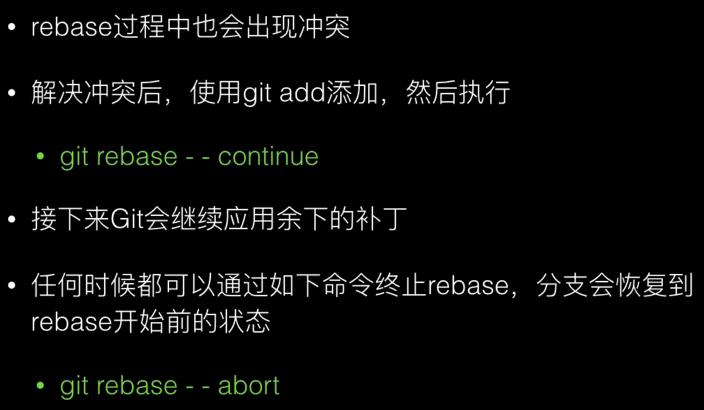 • rebase过程中也会出现冲突
• 解决冲突后，使用git add添加，然后执行
• git rebase - - continue
• 接下来Git会继续应用余下的补丁
• 任何时候都可以通过如下命令终止rebase，分支会恢复到
rebase开始前的状态
• git rebase - - abort